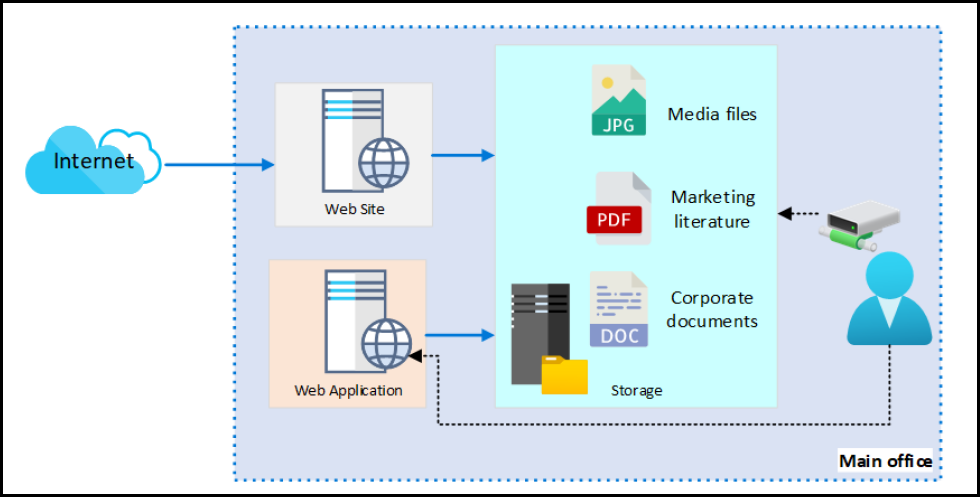 Internet
Web Site
Web Application
JPG
Media files
PDF
Marketing
literature
DOC
Corporate
documents
Storage
Main office